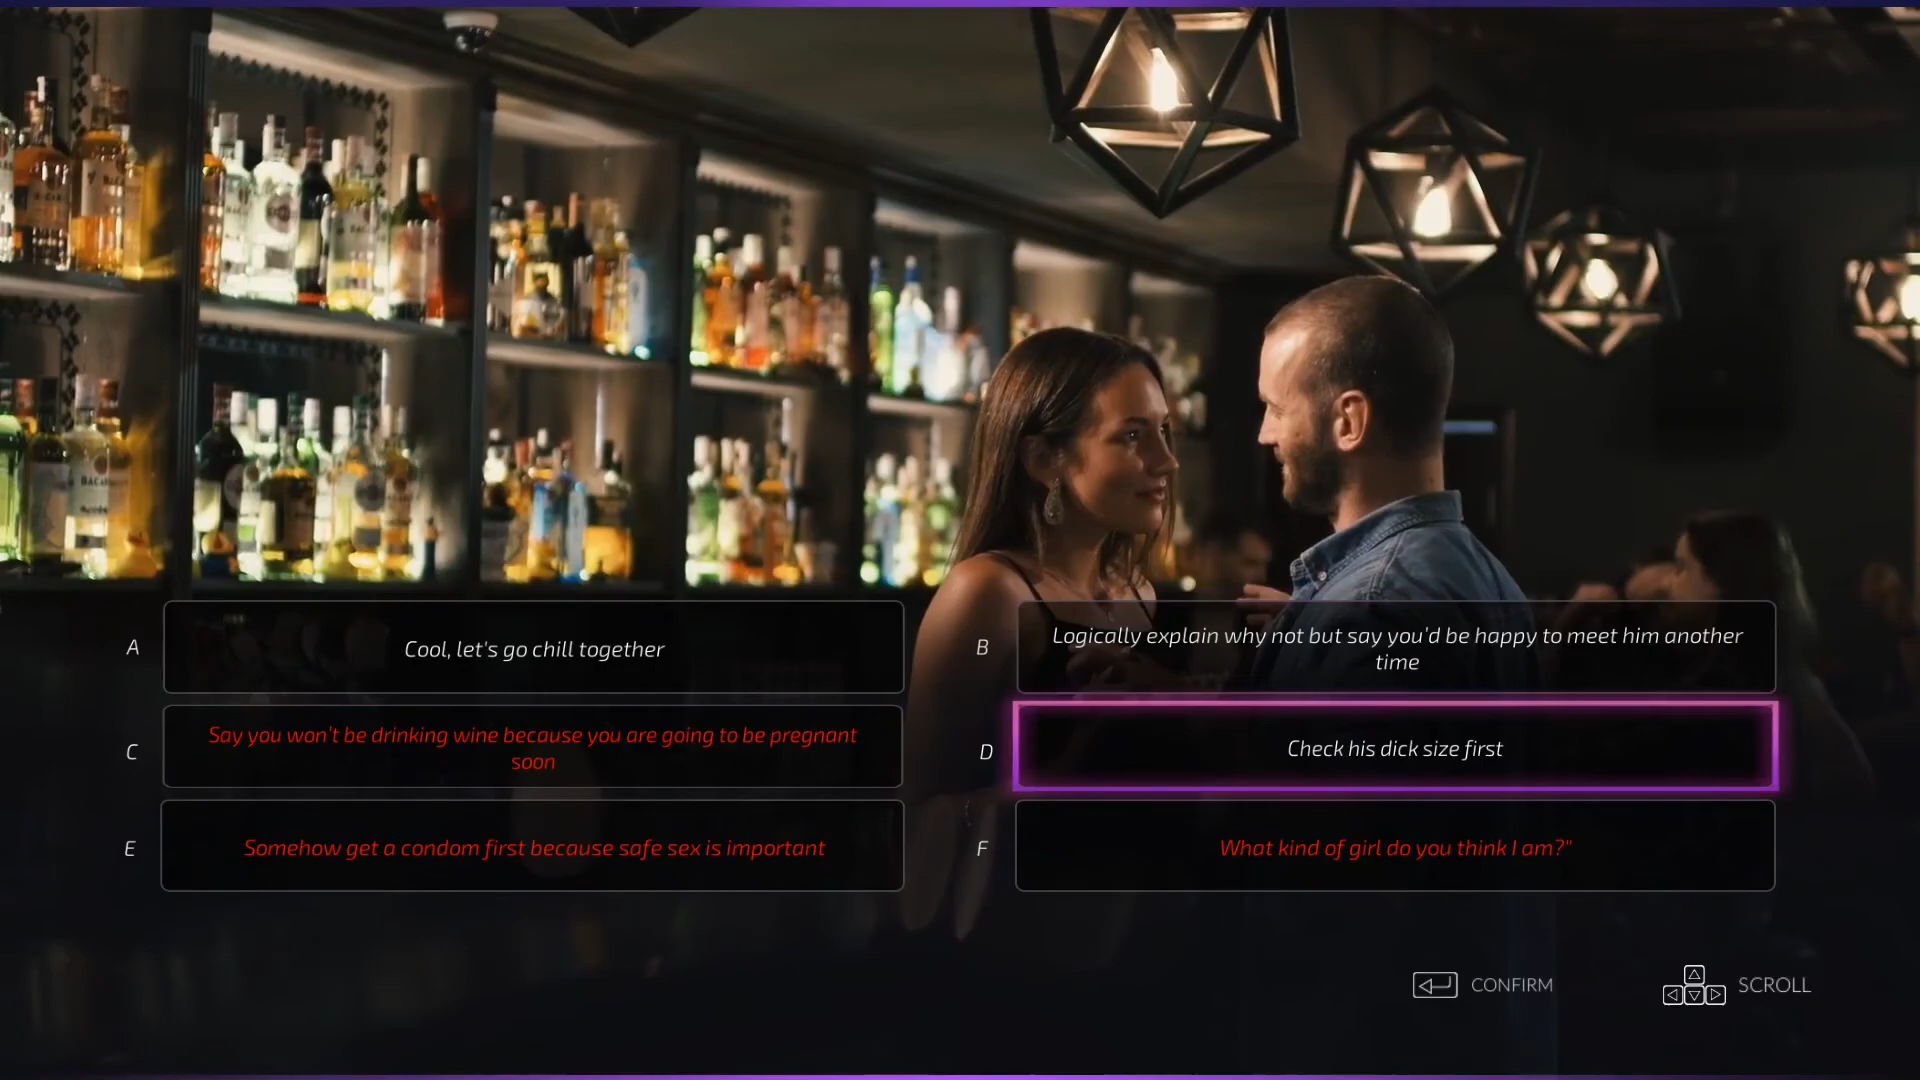 A
Cool, let's go chill together
B
Logically explain why not but say you'd be happy to meet him another
time
C
Say you won't be drinking wine because you are going to be pregnant
soon
D
Check his dick size first
E
Somehow get a condom first because safe sex is important
F
What kind of girl do you think I am?"
CONFIRM
SCROLL